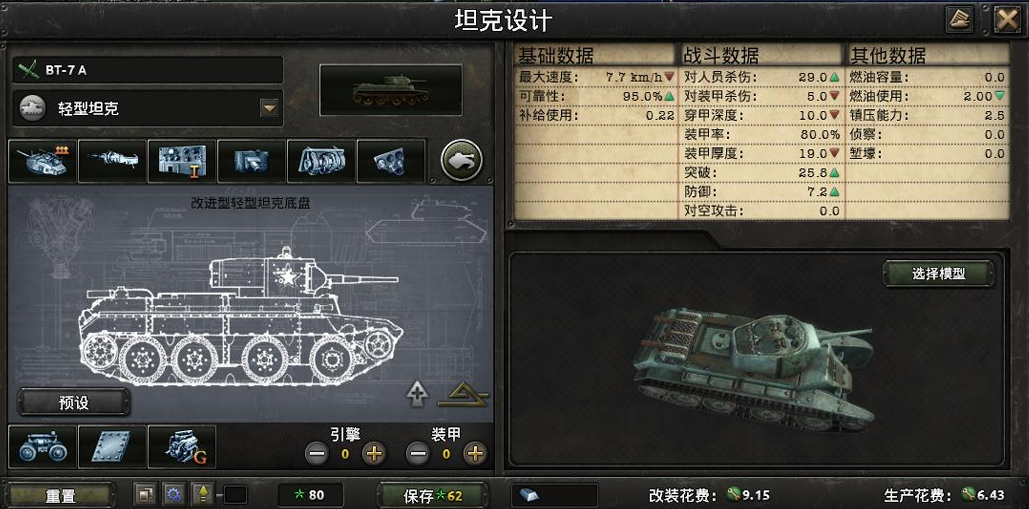 坦克设计
BT-7 A
轻型坦克
改进型轻型坦克底盘
预设
G
引擎
装甲
0
0
重置
80
保存 62
基础数据
最大速度: 7.7 km/h
可靠性: 95.0%
补给使用: 0.22
战斗数据
对人员杀伤: 29.0
对装甲杀伤: 5.0
穿甲深度: 10.0
装甲率: 80.0%
装甲厚度: 19.0
突破: 25.8
防御: 7.2
对空攻击: 0.0
其他数据
燃油容量: 0.0
燃油使用: 2.00
镇压能力: 2.5
侦察: 0.0
堑壕: 0.0
选择模型
改装花费: 9.15
生产花费: 6.43